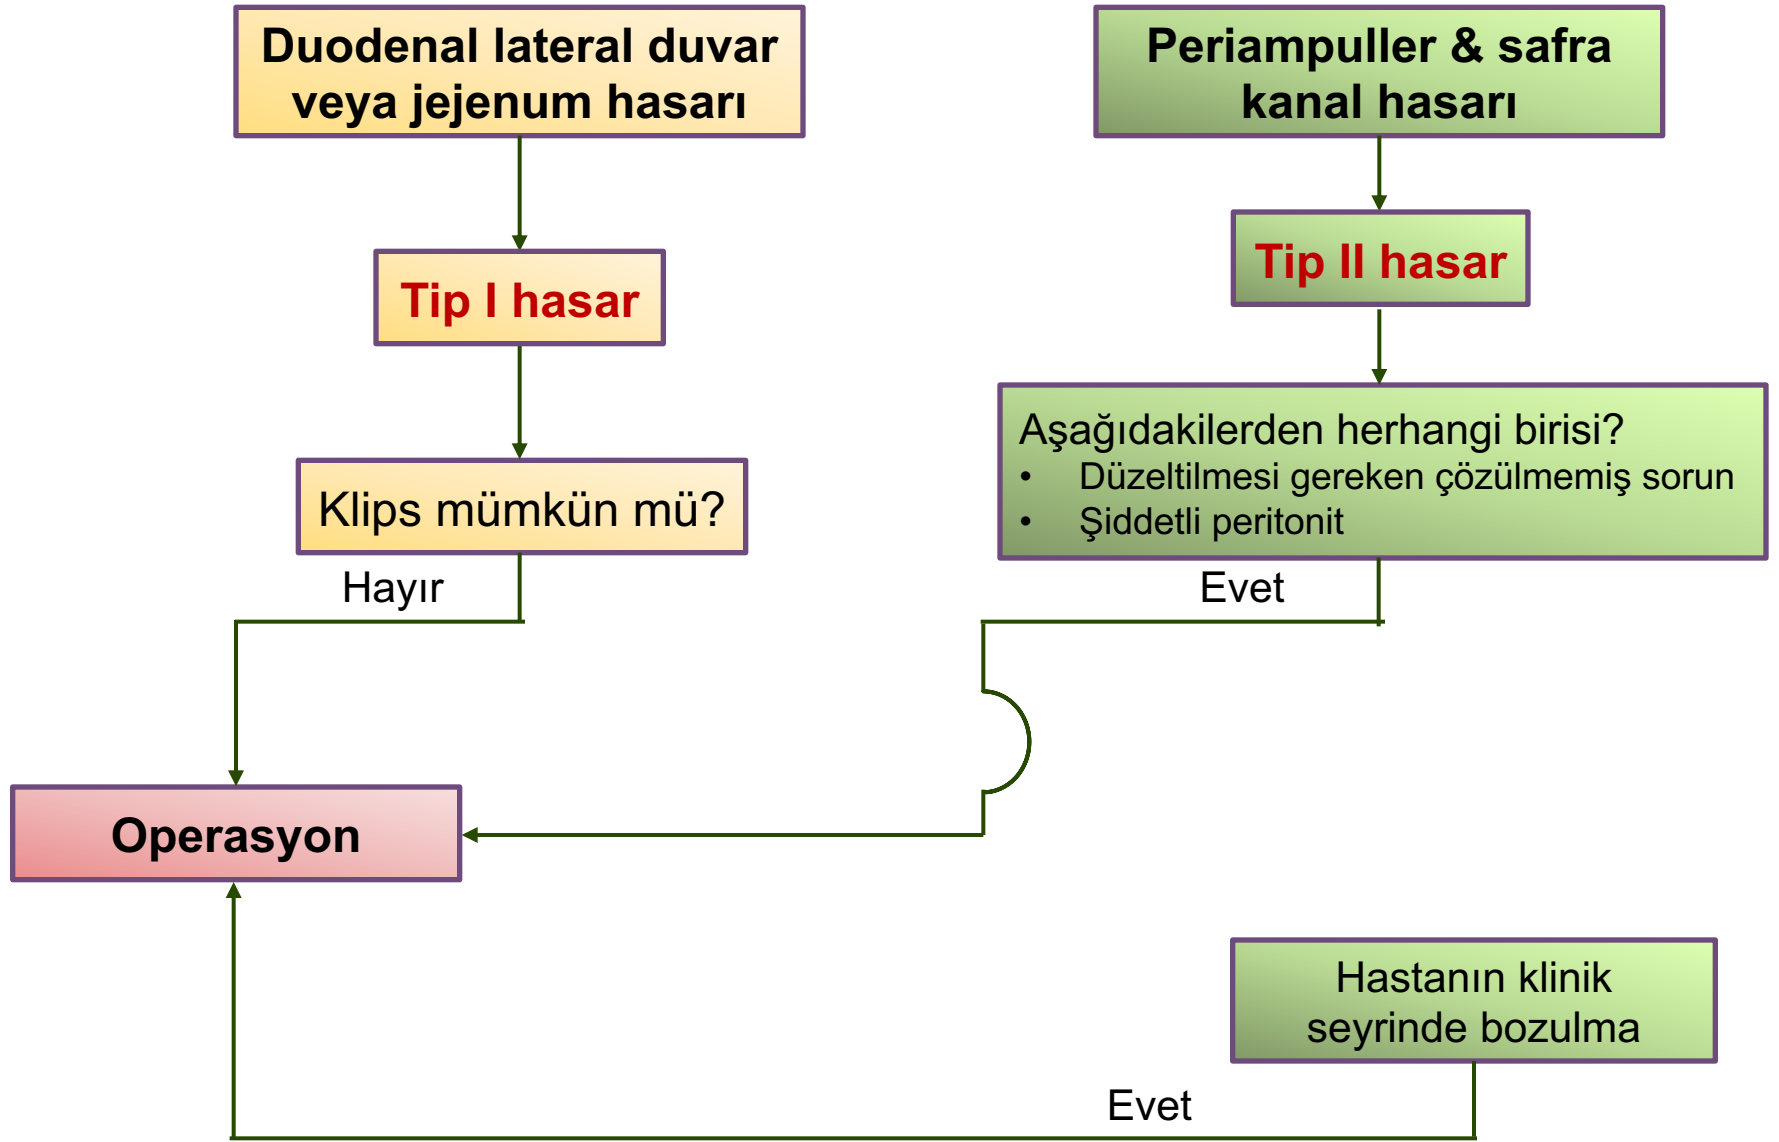 Duodenal lateral duvar
veya jejenum hasarı
Periampuller & safra
kanal hasarı
Tip I hasar
Tip II hasar
Klips mümkün mü?
Aşağıdakilerden herhangi birisi?
• Düzeltilmesi gereken çözülmemiş sorun
• Şiddetli peritonit
Hayır
Evet
Operasyon
Hastanın klinik
seyrinde bozulma
Evet